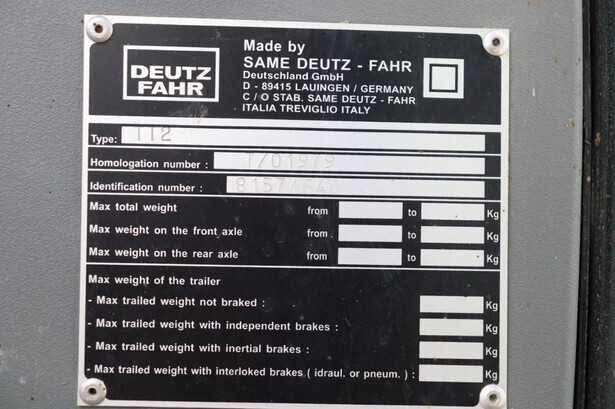 DEUTZ
FAHR
Made by
SAME DEUTZ - FAHR
Deutschland GmbH
D - 89415 LAUINGEN / GERMANY
C / O STAB. SAME DEUTZ - FAHR
ITALIA TREVIGLIO ITALY
Type:
Homologation number :
Identification number :
Max total weight from to Kg
Max weight on the front axle from to Kg
Max weight on the rear axle from to Kg
Max weight of the trailer
- Max trailed weight not braked : Kg
- Max trailed weight with independent brakes : Kg
- Max trailed weight with inertial brakes : Kg
- Max trailed weight with interloked brakes ( idraul. or pneum. ) : Kg